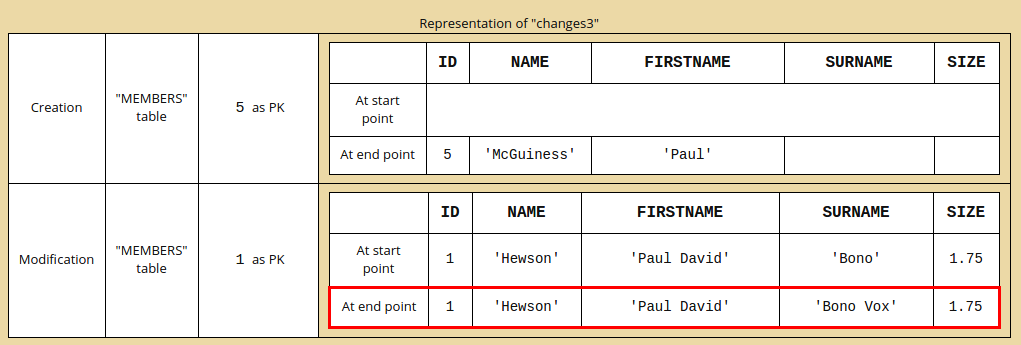 Representation of "changes3"
ID NAME FIRSTNAME SURNAME SIZE
Creation "MEMBERS" table 5 as PK
At start point
At end point 5 'McGuiness' 'Paul'
ID NAME FIRSTNAME SURNAME SIZE
Modification "MEMBERS" table 1 as PK
At start point 1 'Hewson' 'Paul David' 'Bono' 1.75
At end point 1 'Hewson' 'Paul David' 'Bono Vox' 1.75